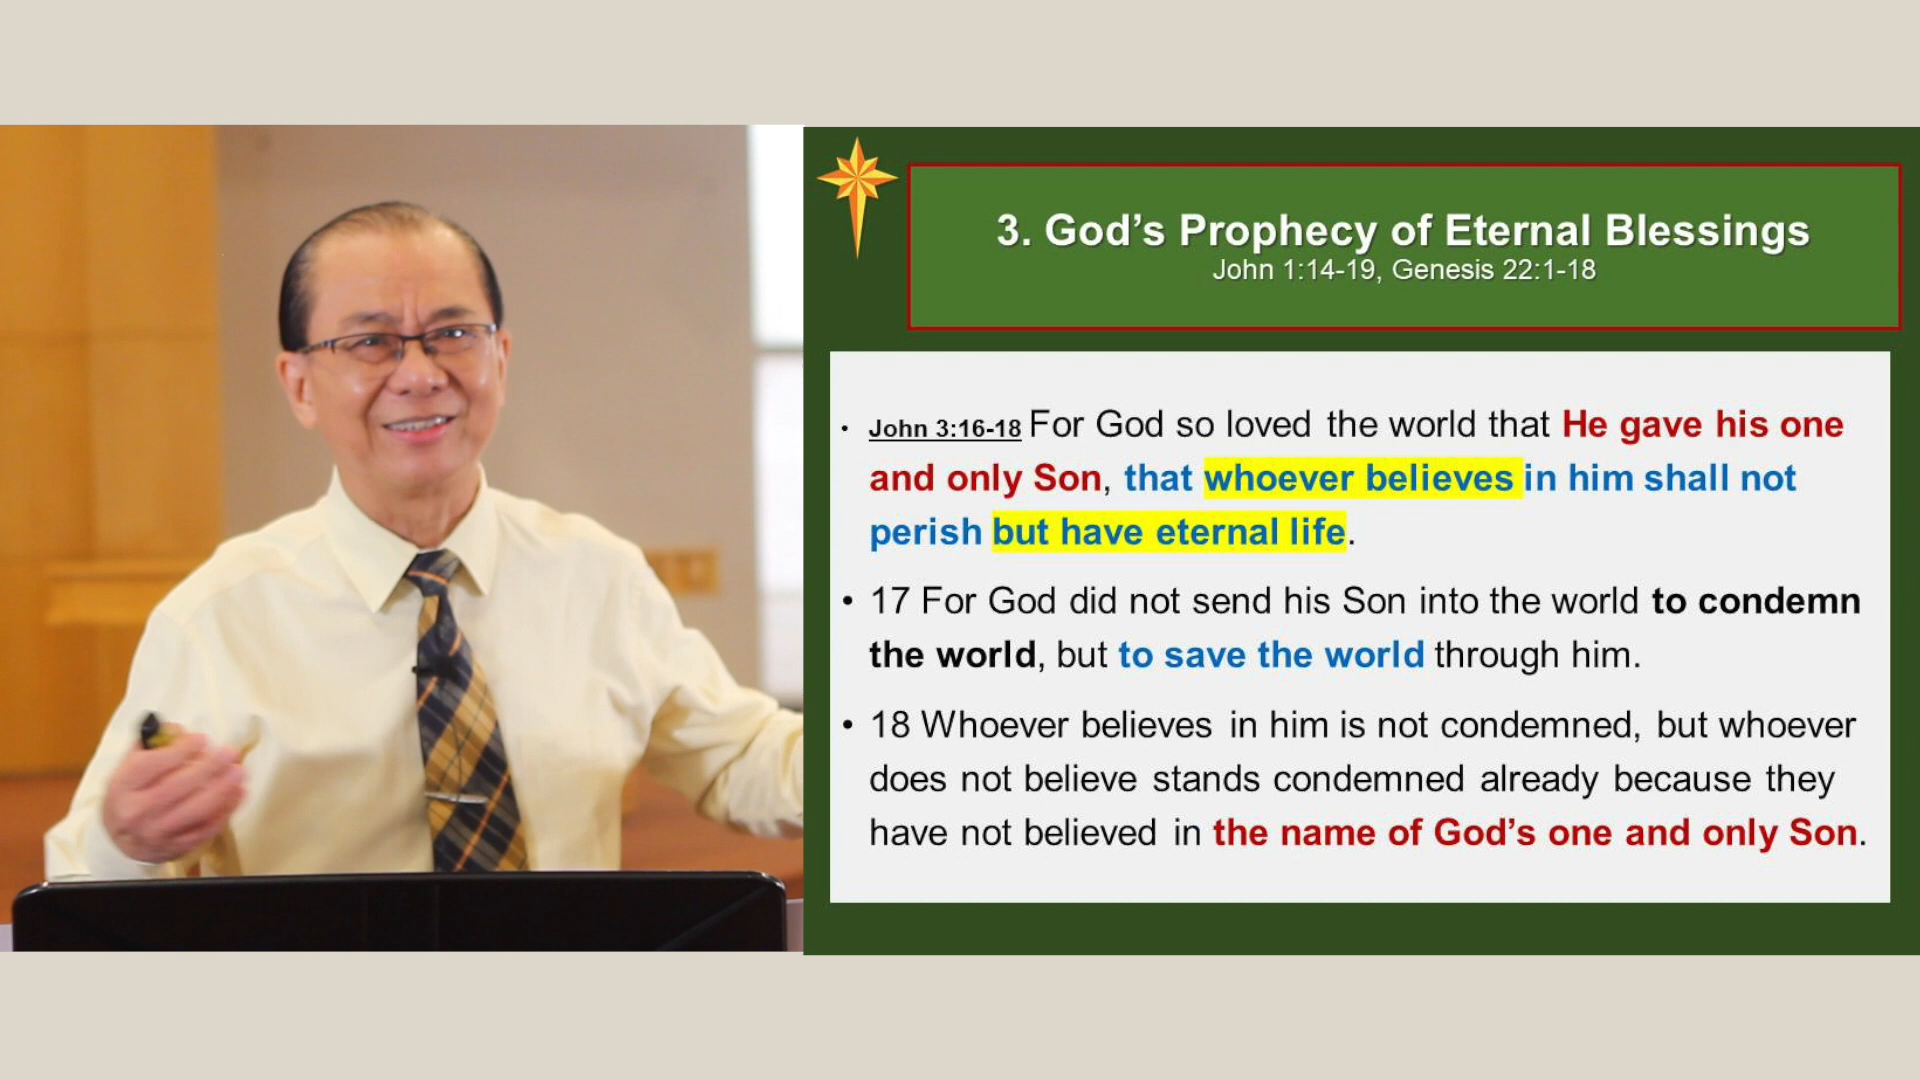 3. God’s Prophecy of Eternal Blessings
John 1:14-19, Genesis 22:1-18
• John 3:16-18 For God so loved the world that He gave his one
and only Son, that whoever believes in him shall not
perish but have eternal life.
• 17 For God did not send his Son into the world to condemn
the world, but to save the world through him.
• 18 Whoever believes in him is not condemned, but whoever
does not believe stands condemned already because they
have not believed in the name of God’s one and only Son.